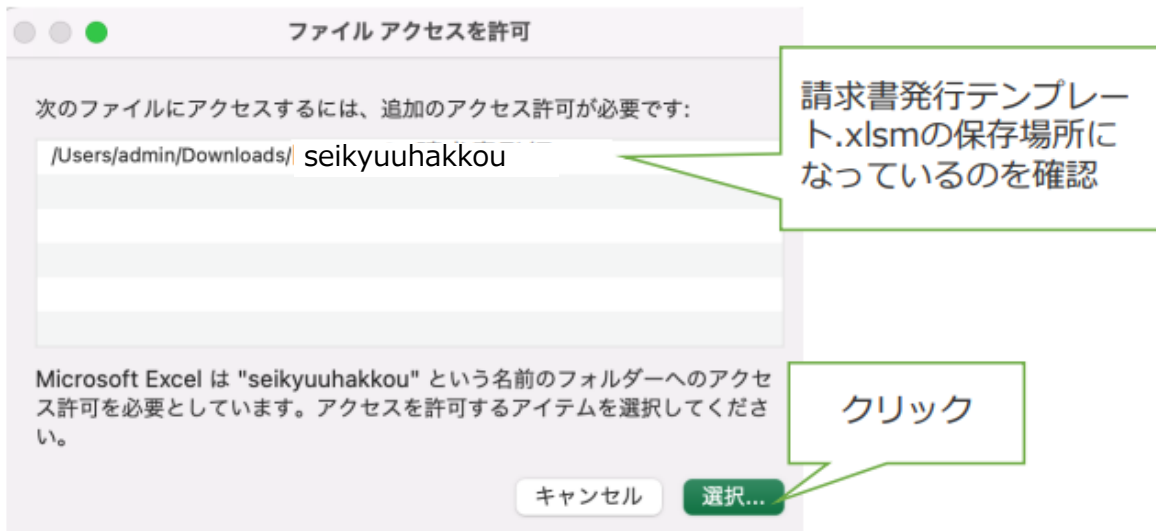 ファイル アクセスを許可
次のファイルにアクセスするには、追加のアクセス許可が必要です:
/Users/admin/Downloads/ seikyuuhakkou
請求書発行テンプレー
ト.xlsmの保存場所に
なっているのを確認
Microsoft Excel は "seikyuuhakkou" という名前のフォルダーへのアクセ
ス許可を必要としています。アクセスを許可するアイテムを選択してくださ
い。
クリック
キャンセル
選択...